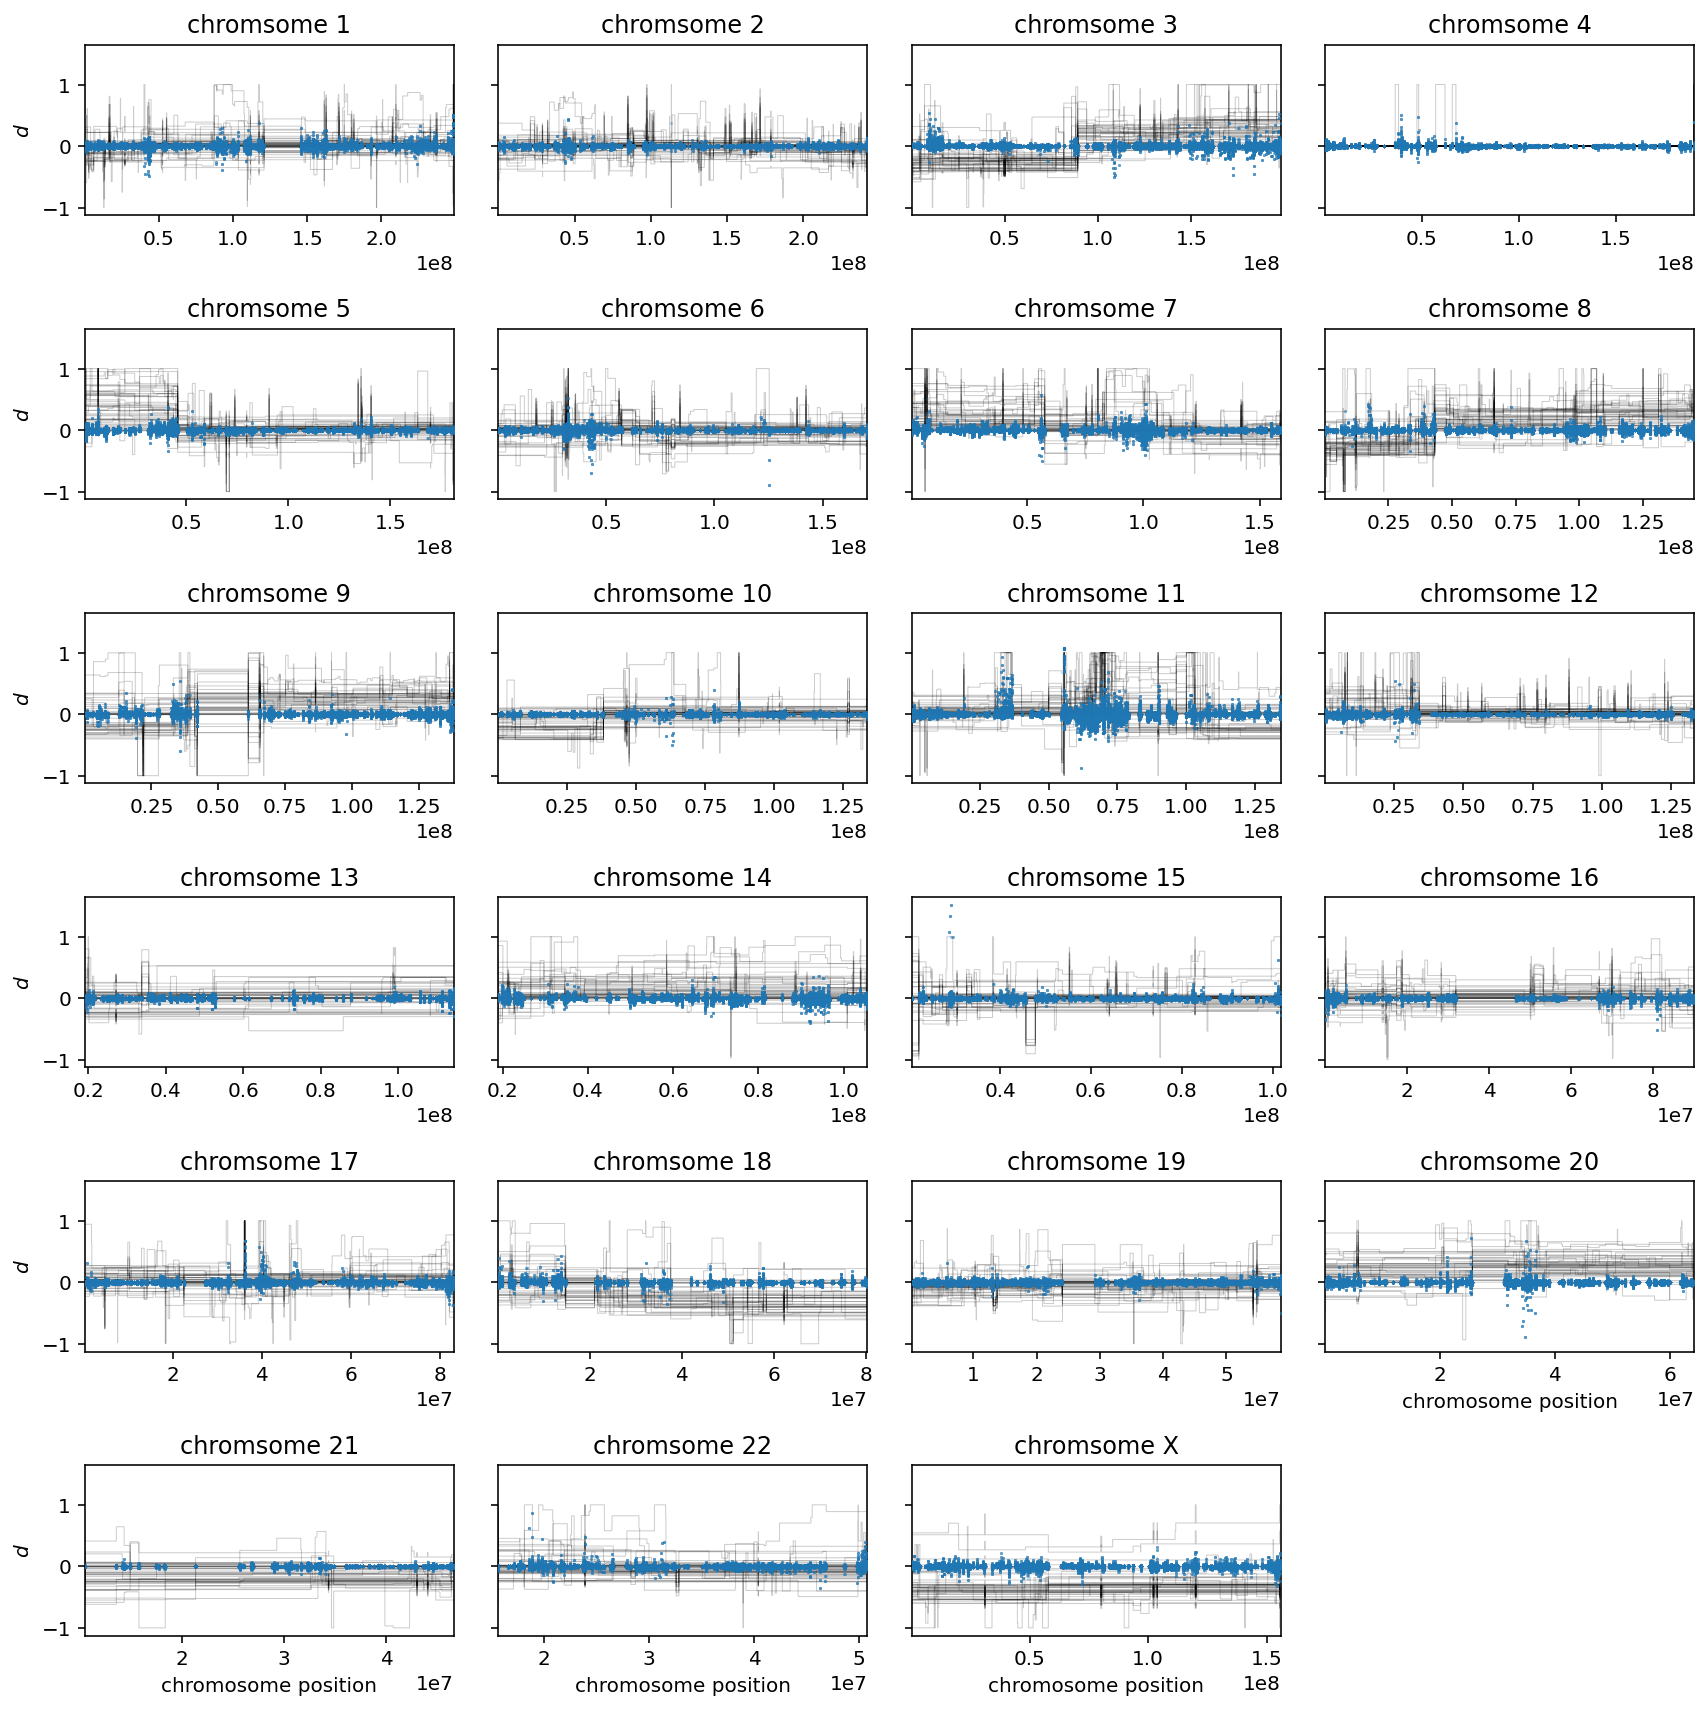 chromsome 1 chromsome 2 chromsome 3 chromsome 4
1
0
−1
d
0.5 1.0 1.5 2.0 0.5 1.0 1.5 2.0 0.5 1.0 1.5 0.5 1.0 1.5
1e8 1e8 1e8 1e8
chromsome 5 chromsome 6 chromsome 7 chromsome 8
1
0
−1
d
0.5 1.0 1.5 0.5 1.0 1.5 0.5 1.0 1.5 0.25 0.50 0.75 1.00 1.25
1e8 1e8 1e8 1e8
chromsome 9 chromsome 10 chromsome 11 chromsome 12
1
0
−1
d
0.25 0.50 0.75 1.00 1.25 0.25 0.50 0.75 1.00 1.25 0.25 0.50 0.75 1.00 1.25 0.25 0.50 0.75 1.00 1.25
1e8 1e8 1e8 1e8
chromsome 13 chromsome 14 chromsome 15 chromsome 16
1
0
−1
d
0.2 0.4 0.6 0.8 1.0 0.2 0.4 0.6 0.8 1.0 0.4 0.6 0.8 1.0 2 4 6 8
1e8 1e8 1e8 1e7
chromsome 17 chromsome 18 chromsome 19 chromsome 20
1
0
−1
d
2 4 6 8 2 4 6 8 1 2 3 4 5 2 4 6
1e7 1e7 1e7 1e7
chromosome position
chromsome 21 chromsome 22 chromsome X
1
0
−1
d
2 3 4 2 3 4 5 0.5 1.0 1.5
1e7 1e7 1e8
chromosome position chromosome position chromosome position